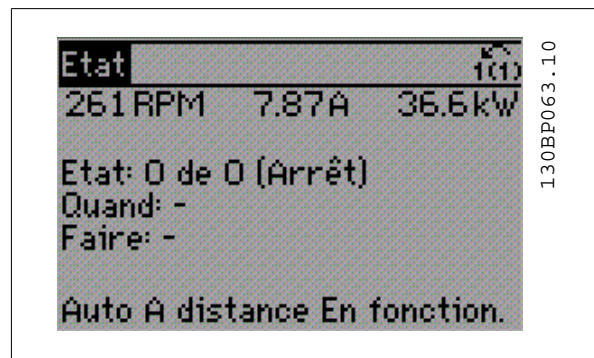 Etat 1(1)
261 RPM 7.87A 36.6kW
Etat: 0 de 0 (Arrêt)
Quand: -
Faire: -
Auto A distance En fonction.
130BP063.10